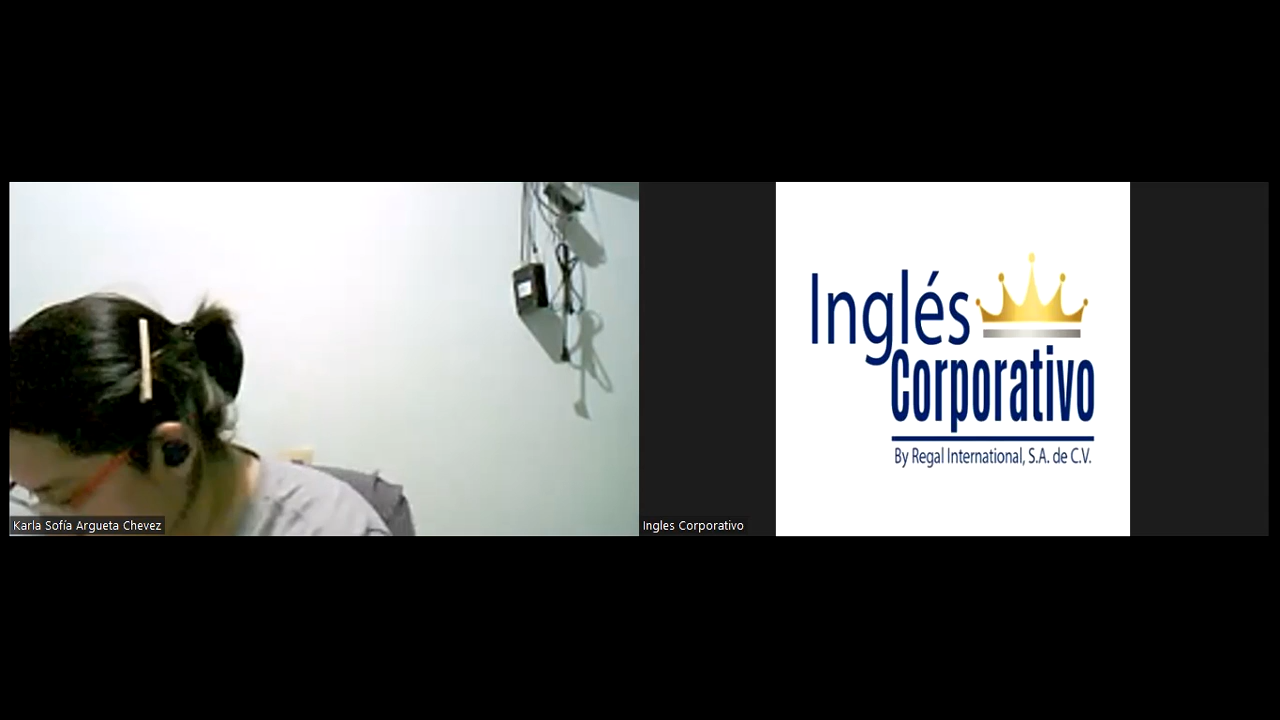 Inglés
Corporativo
By Regal International, S.A. de C.V.
Karla Sofía Argueta Chevez
Ingles Corporativo